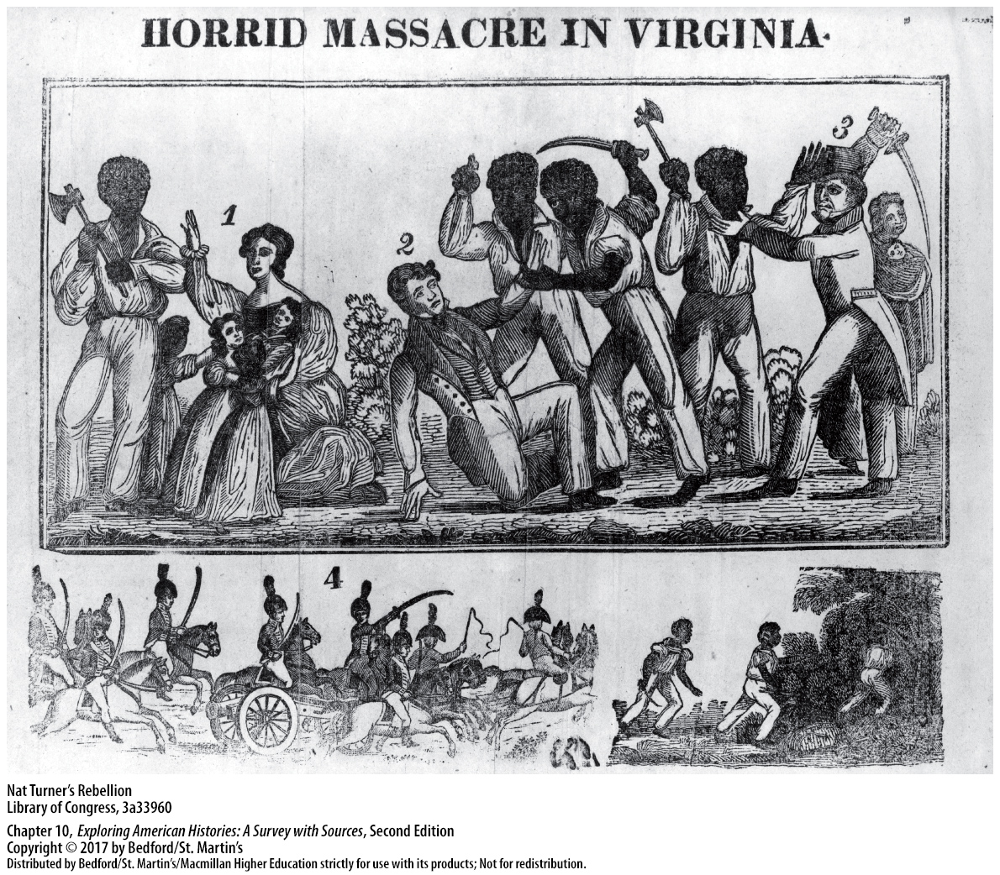 HORRID MASSACRE IN VIRGINIA.
1
2
3
4
Nat Turner's Rebellion
Library of Congress, 3a33960
Chapter 10, Exploring American Histories: A Survey with Sources, Second Edition
Copyright © 2017 by Bedford/St. Martin's
Distributed by Bedford/St. Martin's/Macmillan Higher Education strictly for use with its products; Not for redistribution.